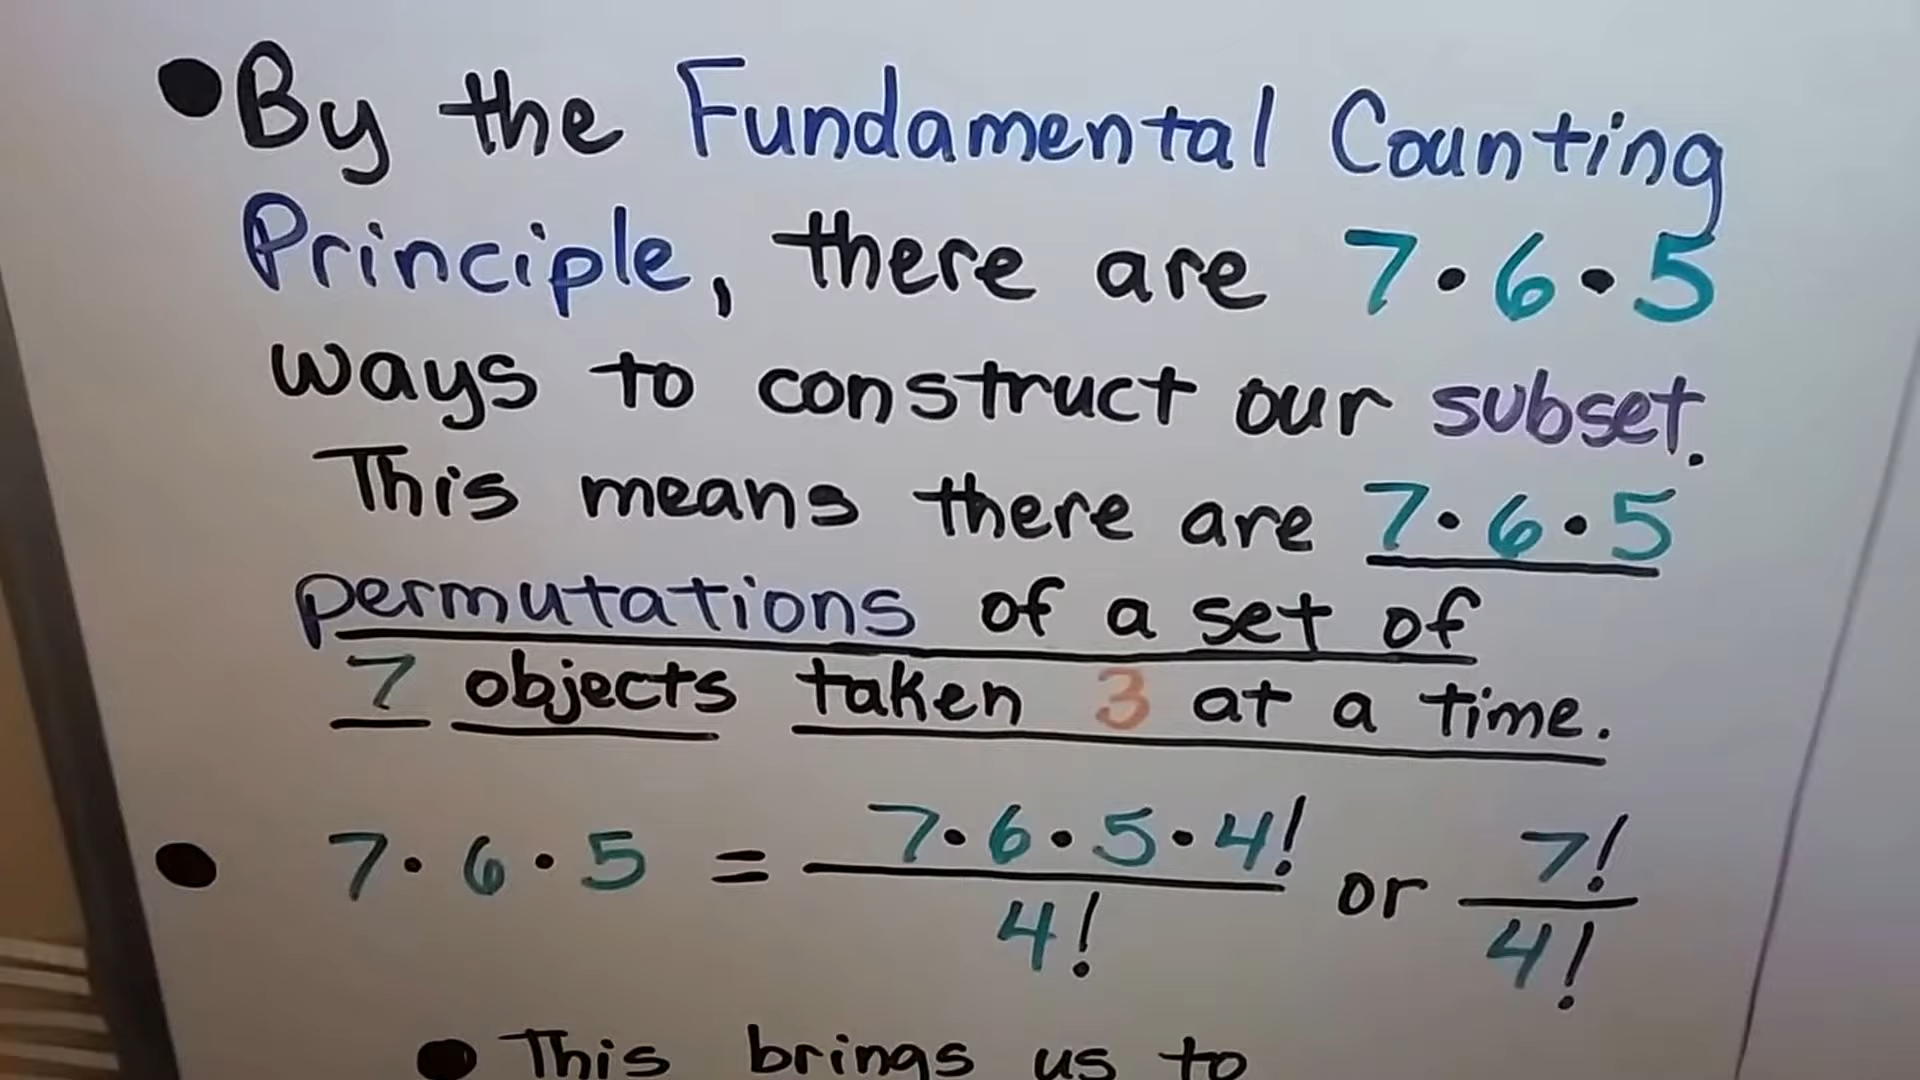 • By the Fundamental Counting
Principle, there are 7 • 6 • 5
ways to construct our subset.
This means there are 7 • 6 • 5
permutations of a set of
7 objects taken 3 at a time.
• 7 • 6 • 5 = 7 • 6 • 5 • 4! / 4! or 7! / 4!
• This brings us to